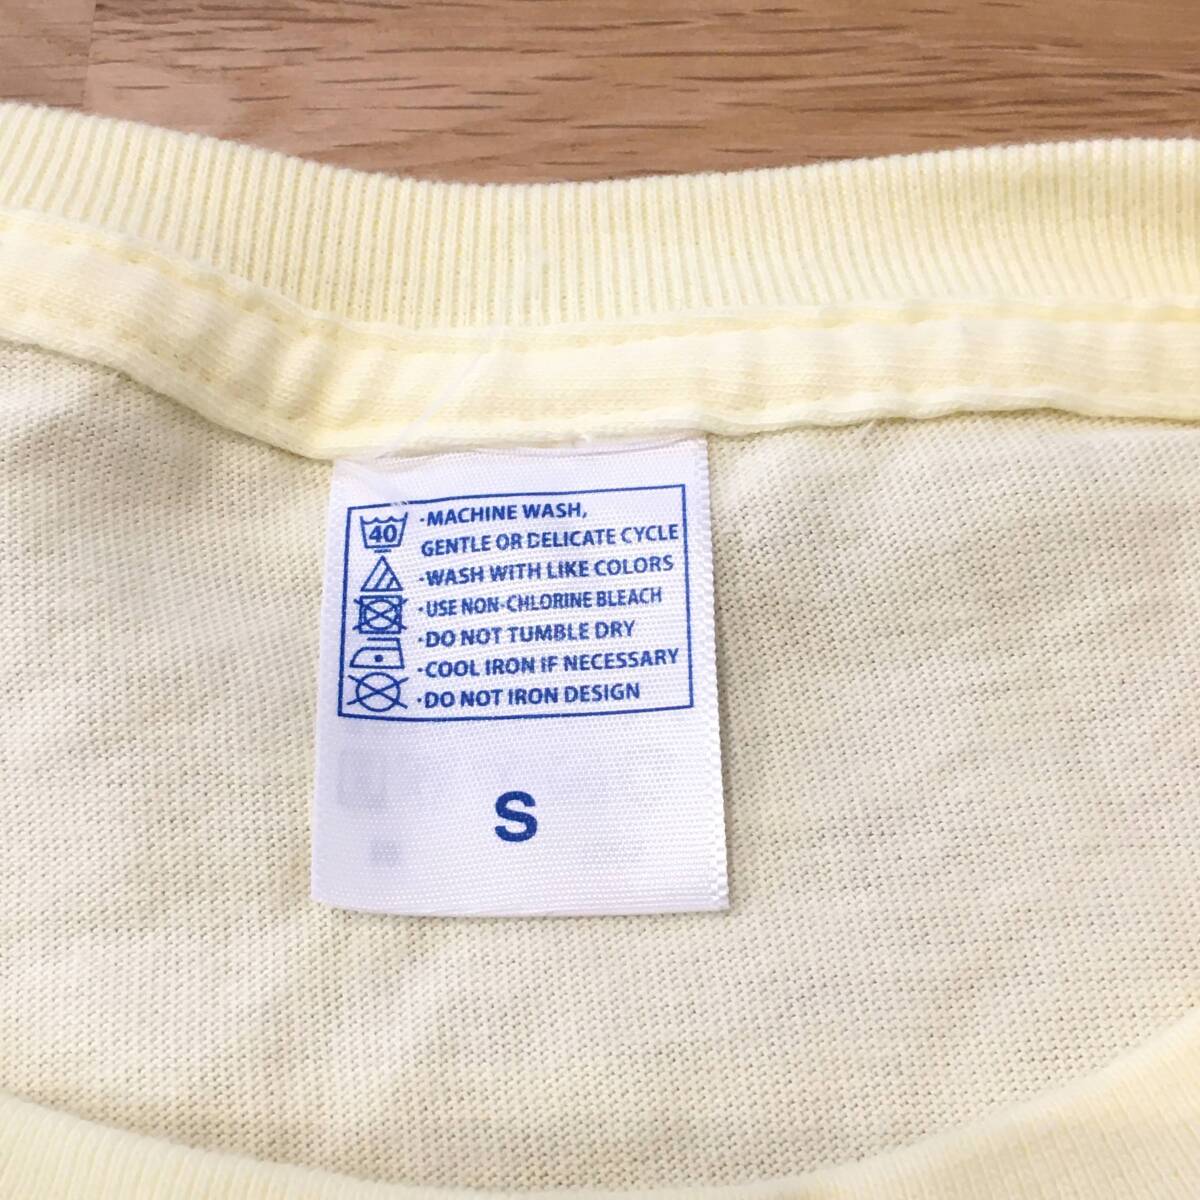 40
·MACHINE WASH,
GENTLE OR DELICATE CYCLE
·WASH WITH LIKE COLORS
·USE NON-CHLORINE BLEACH
·DO NOT TUMBLE DRY
·COOL IRON IF NECESSARY
·DO NOT IRON DESIGN
S